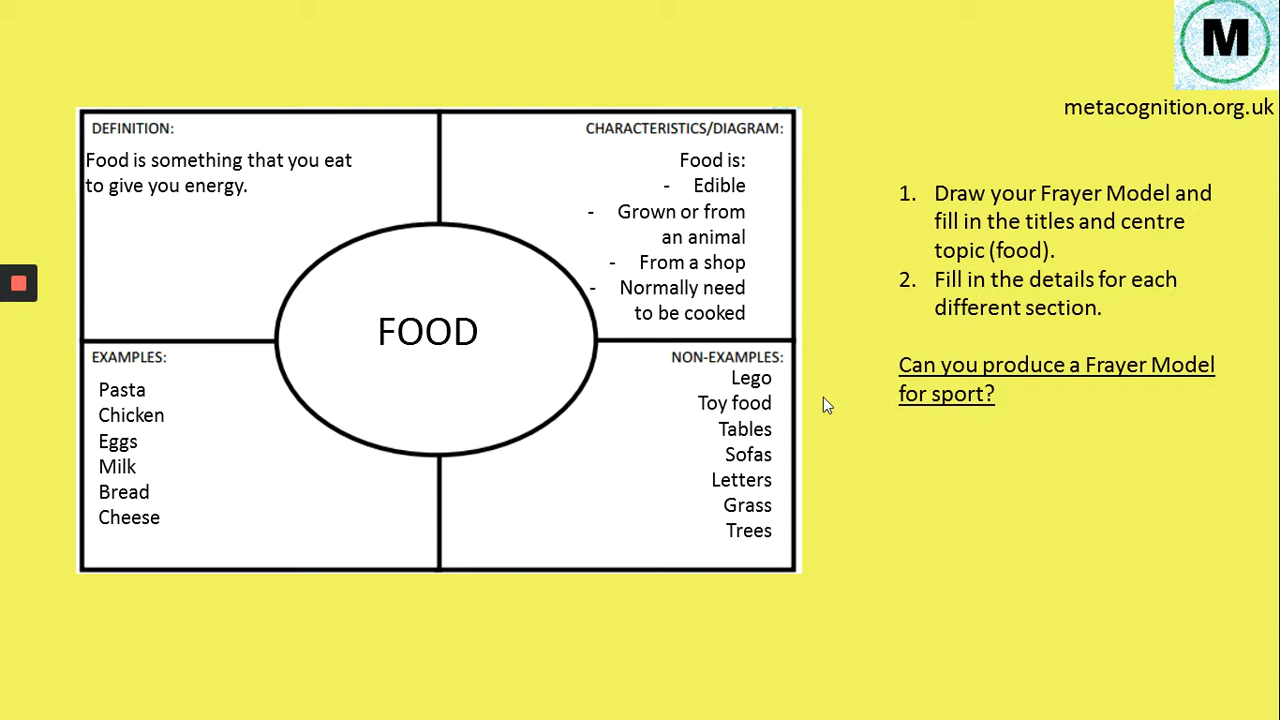 M
metacognition.org.uk
DEFINITION:
Food is something that you eat
to give you energy.
CHARACTERISTICS/DIAGRAM:
Food is:
- Edible
- Grown or from
an animal
- From a shop
- Normally need
to be cooked
FOOD
EXAMPLES:
Pasta
Chicken
Eggs
Milk
Bread
Cheese
NON-EXAMPLES:
Lego
Toy food
Tables
Sofas
Letters
Grass
Trees
1. Draw your Frayer Model and
fill in the titles and centre
topic (food).
2. Fill in the details for each
different section.
Can you produce a Frayer Model
for sport?